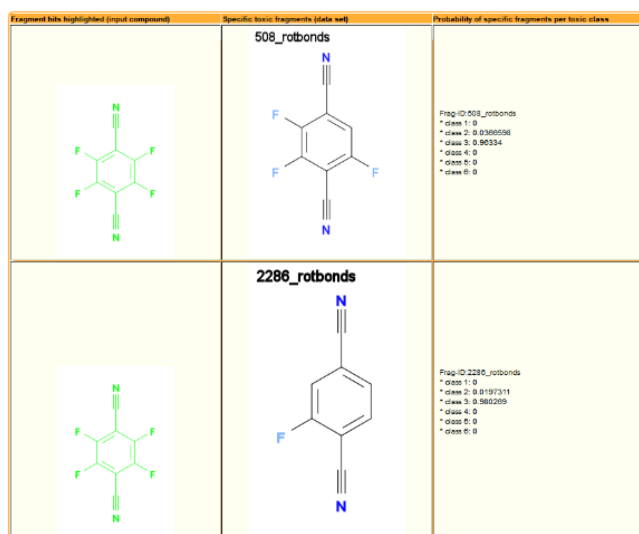 Fragment hits highlighted (input compound) Specific toxic fragments (data set) Probability of specific fragments per toxic class
508_rotbonds
N
F F
F F
N
N
F
F F
N
Frag-ID:508_rotbonds
* class 1: 0
* class 2: 0.0366598
* class 3: 0.96334
* class 4: 0
* class 5: 0
* class 6: 0
2286_rotbonds
N
F F
F F
N
N
F
N
Frag-ID:2286_rotbonds
* class 1: 0
* class 2: 0.0197311
* class 3: 0.980269
* class 4: 0
* class 5: 0
* class 6: 0